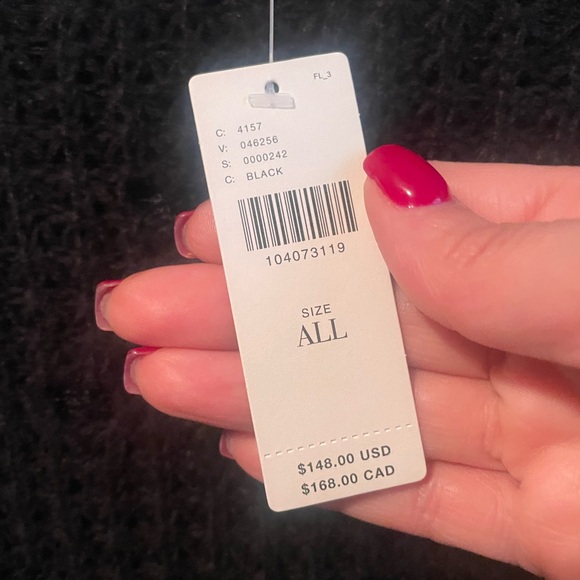 FL_3
C: 4157
V: 046256
S: 0000242
C: BLACK
104073119
SIZE
ALL
$148.00 USD
$168.00 CAD